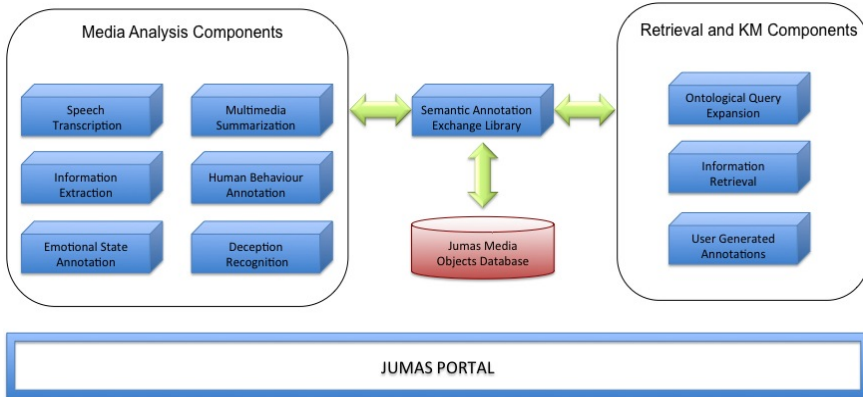 Media Analysis Components
Speech
Transcription
Multimedia
Summarization
Information
Extraction
Human Behaviour
Annotation
Emotional State
Annotation
Deception
Recognition
Semantic Annotation
Exchange Library
Jumas Media
Objects Database
Retrieval and KM Components
Ontological Query
Expansion
Information
Retrieval
User Generated
Annotations
JUMAS PORTAL